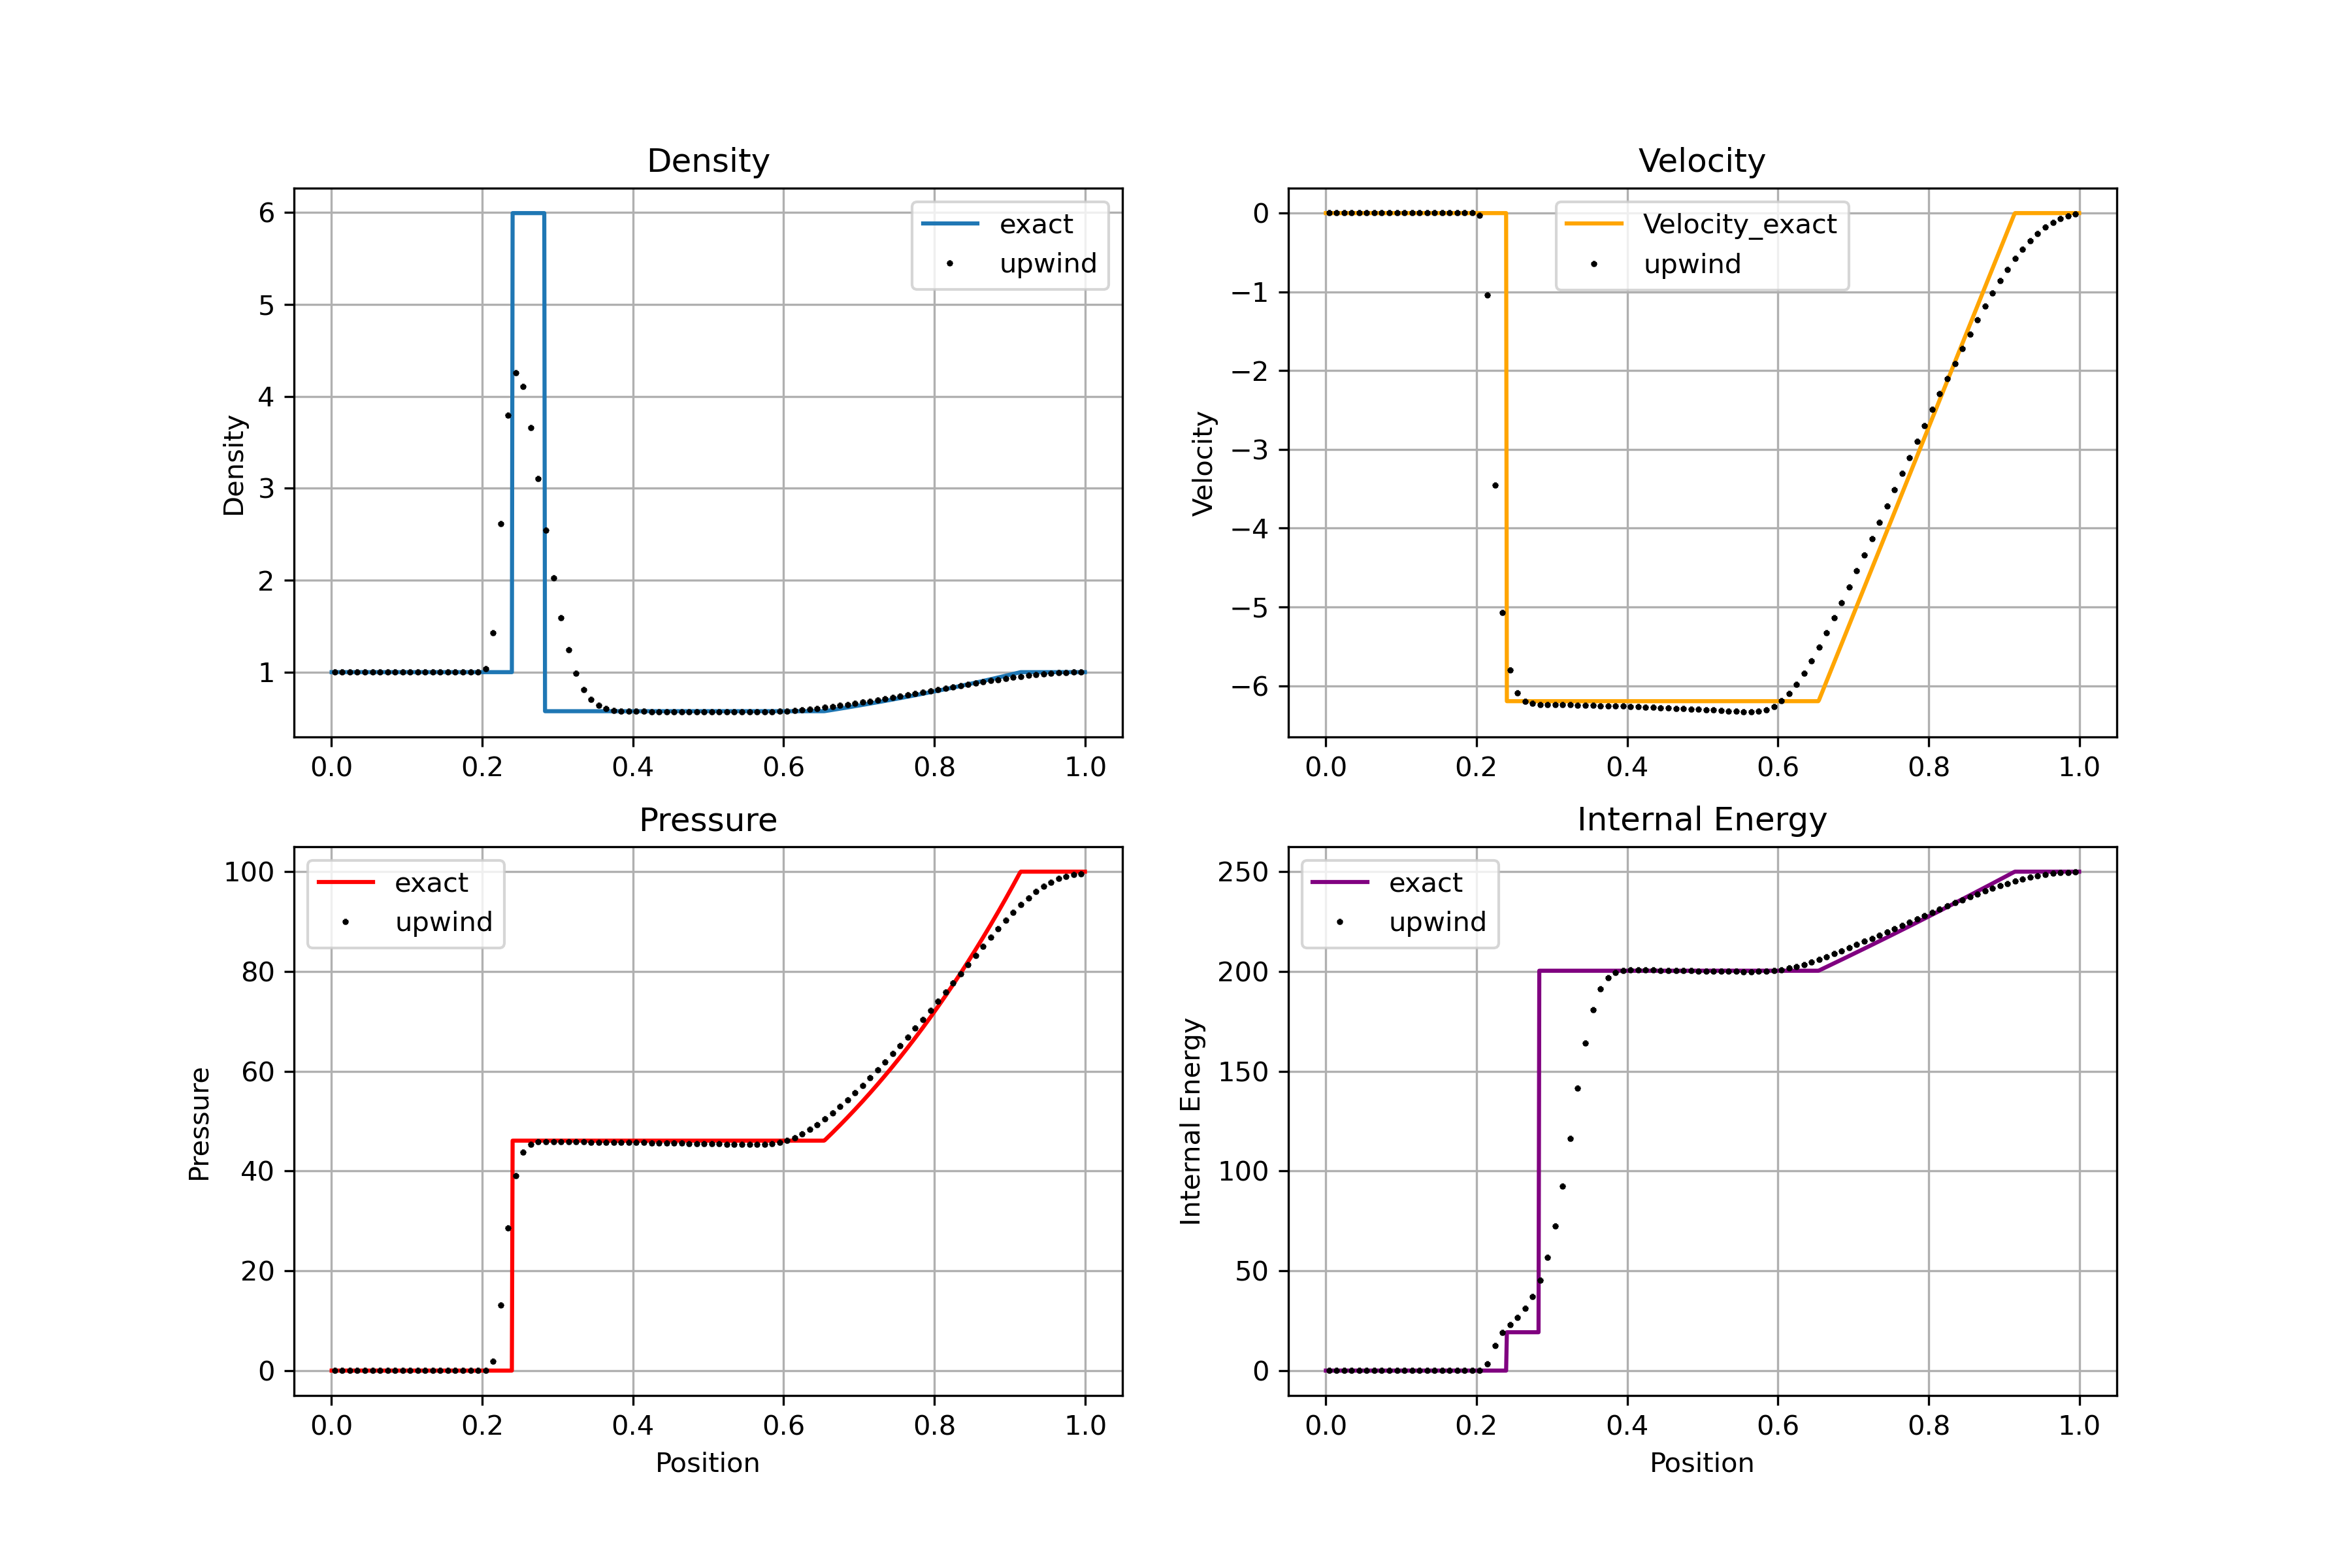 Density
exact
upwind
6
5
4
3
2
1
Density
0.0 0.2 0.4 0.6 0.8 1.0
Velocity
Velocity_exact
upwind
0
−1
−2
−3
−4
−5
−6
Velocity
0.0 0.2 0.4 0.6 0.8 1.0
Pressure
exact
upwind
100
80
60
40
20
0
Pressure
0.0 0.2 0.4 0.6 0.8 1.0
Position
Internal Energy
exact
upwind
250
200
150
100
50
0
Internal Energy
0.0 0.2 0.4 0.6 0.8 1.0
Position